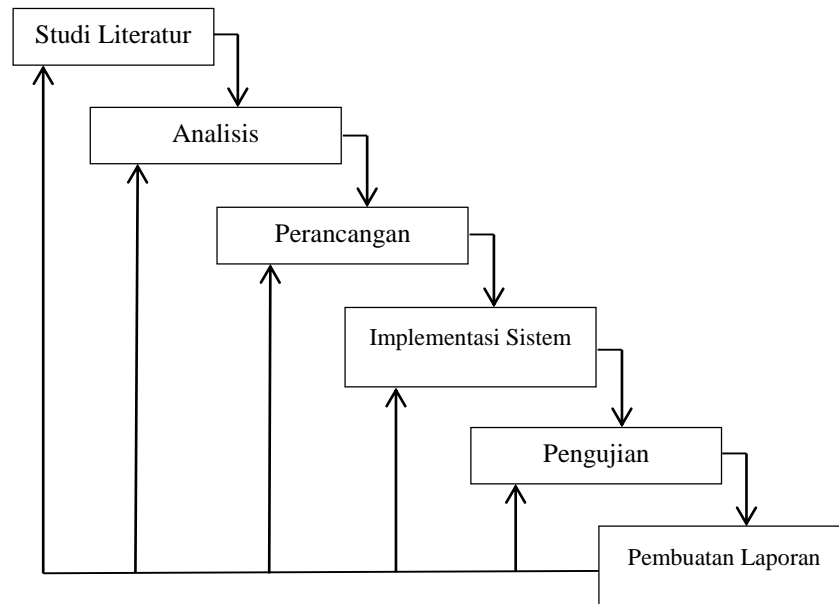 Studi Literatur
Analisis
Perancangan
Implementasi Sistem
Pengujian
Pembuatan Laporan